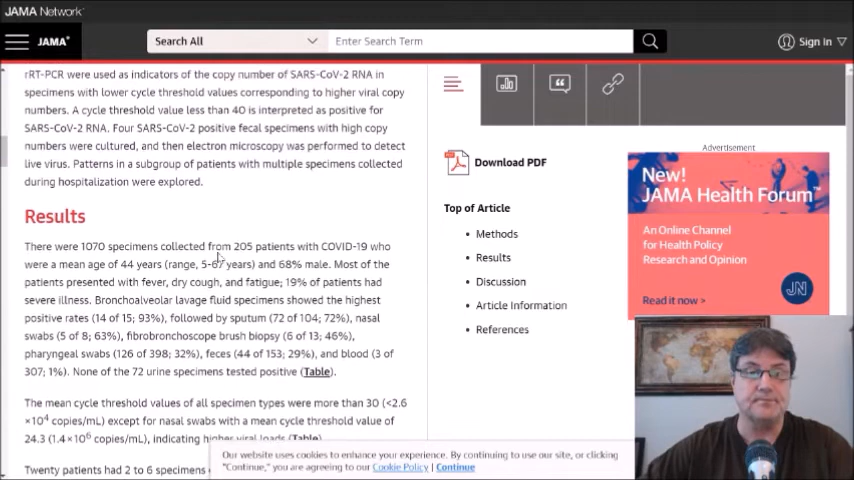 JAMA Network
JAMA
Search All
Enter Search Term
Sign In
rRT-PCR were used as indicators of the copy number of SARS-CoV-2 RNA in
specimens with lower cycle threshold values corresponding to higher viral copy
numbers. A cycle threshold value less than 40 is interpreted as positive for
SARS-CoV-2 RNA. Four SARS-CoV-2 positive fecal specimens with high copy
numbers were cultured, and then electron microscopy was performed to detect
live virus. Patterns in a subgroup of patients with multiple specimens collected
during hospitalization were explored.
Results
There were 1070 specimens collected from 205 patients with COVID-19 who
were a mean age of 44 years (range, 5-67 years) and 68% male. Most of the
patients presented with fever, dry cough, and fatigue; 19% of patients had
severe illness. Bronchoalveolar lavage fluid specimens showed the highest
positive rates (14 of 15; 93%), followed by sputum (72 of 104; 72%), nasal
swabs (5 of 8; 63%), fibrobronchoscope brush biopsy (6 of 13; 46%),
pharyngeal swabs (126 of 398; 32%), feces (44 of 153; 29%), and blood (3 of
307; 1%). None of the 72 urine specimens tested positive (Table).
The mean cycle threshold values of all specimen types were more than 30 (<2.6
×10⁴ copies/mL) except for nasal swabs with a mean cycle threshold value of
24.3 (1.4×10⁶ copies/mL), indicating higher viral loads (Table).
Twenty patients had 2 to 6 specimens
Download PDF
Top of Article
• Methods
• Results
• Discussion
• Article Information
• References
Advertisement
New!
JAMA Health Forum™
An Online Channel
for Health Policy
Research and Opinion
Read it now >
JN
Our website uses cookies to enhance your experience. By continuing to use our site, or clicking
"Continue," you are agreeing to our Cookie Policy | Continue